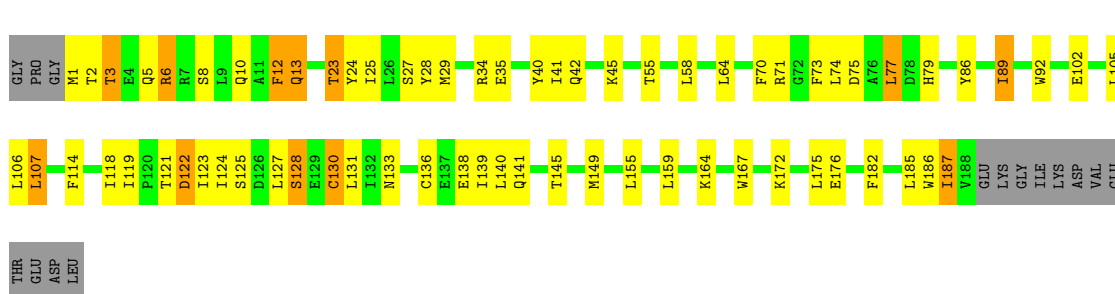 GLY PRO GLY M1 T2 T3 E4 Q5 R6 R7 S8 L9 Q10 A11 F12 Q13 T23 Y24 I25 L26 S27 Y28 M29 R34 E35 Y40 I41 Q42 K45 T55 L58 L64 F70 R71 G72 F73 L74 D75 A76 L77 D78 H79 Y86 I89 W92 E102 L105
L106 L107 F114 I118 I119 P120 T121 D122 I123 I124 S125 D126 L127 S128 E129 C130 L131 I132 N133 C136 E137 E138 I139 L140 Q141 T145 M149 L155 L159 K164 W167 K172 L175 E176 F182 L185 W186 I187 V188 GLU LYS GLY ILE LYS ASP VAL GLU
THR GLU ASP LEU